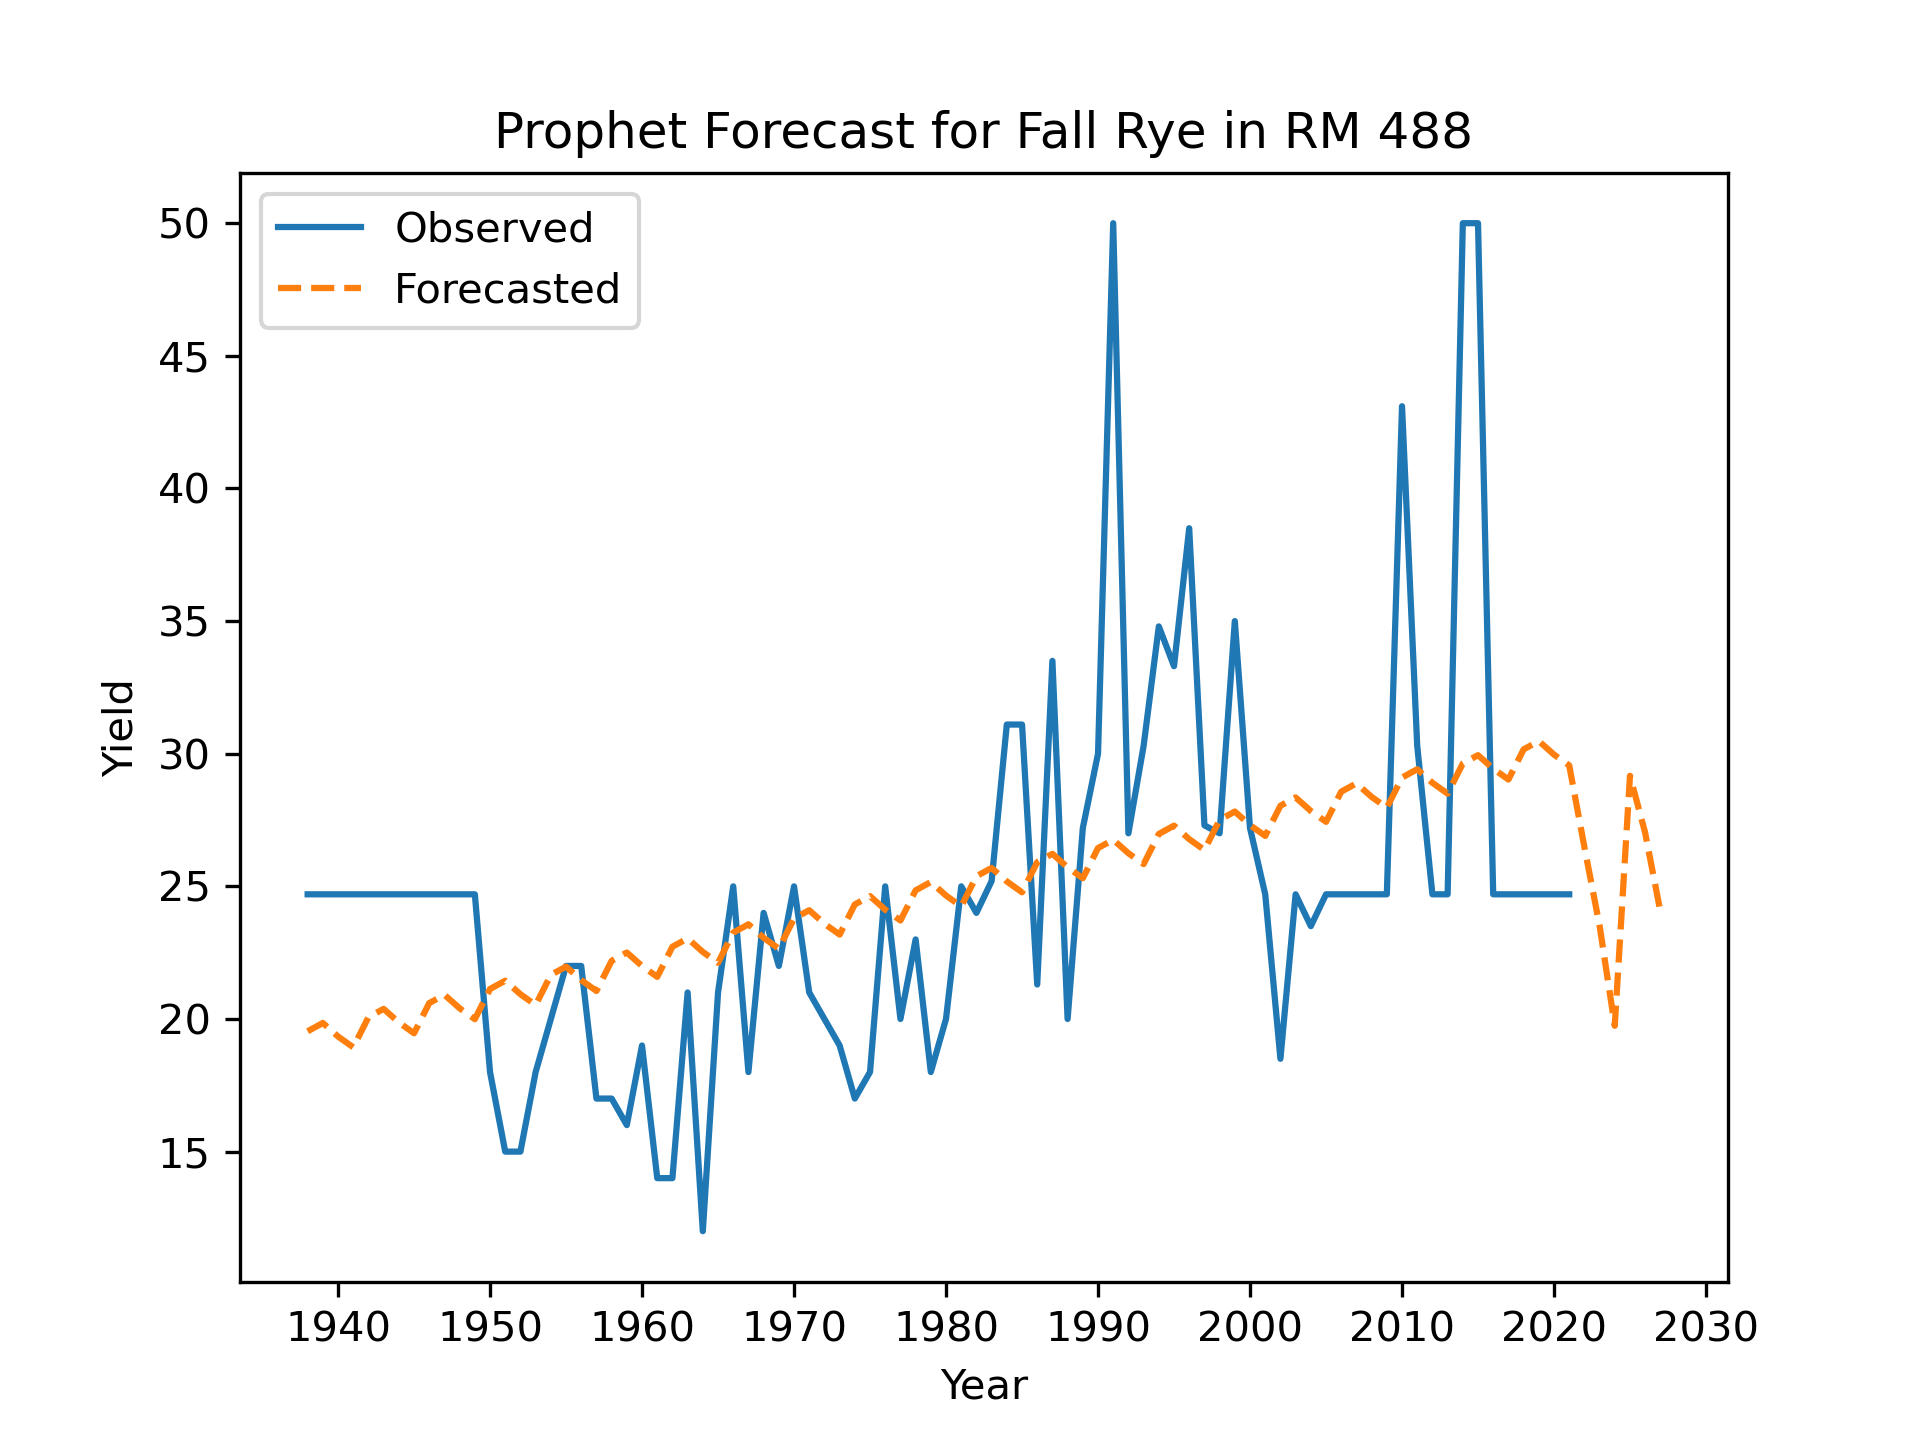 Prophet Forecast for Fall Rye in RM 488
Observed
Forecasted
50
45
40
35
30
25
20
15
Yield
1940 1950 1960 1970 1980 1990 2000 2010 2020 2030
Year